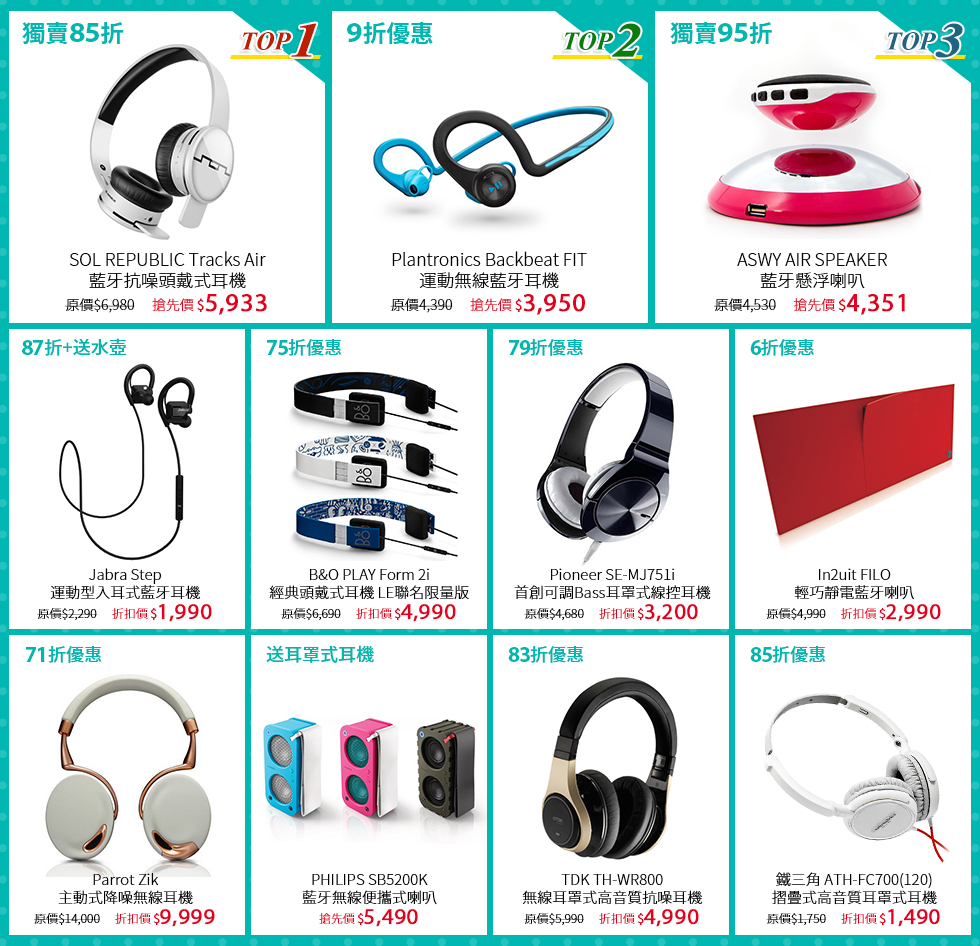 獨賣85折
TOP1
SOL REPUBLIC Tracks Air
藍牙抗噪頭戴式耳機
原價$6,980 搶先價$5,933
9折優惠
TOP2
Plantronics Backbeat FIT
運動無線藍牙耳機
原價4,390 搶先價$3,950
獨賣95折
TOP3
ASWY AIR SPEAKER
藍牙懸浮喇叭
原價4,530 搶先價$4,351
87折+送水壺
Jabra Step
運動型入耳式藍牙耳機
原價$2,290 折扣價$1,990
75折優惠
B&O
B&O
B&O
B&O PLAY Form 2i
經典頭戴式耳機 LE聯名限量版
原價$6,690 折扣價$4,990
79折優惠
Pioneer SE-MJ751i
首創可調Bass耳罩式線控耳機
原價$4,680 折扣價$3,200
6折優惠
In2uit FILO
輕巧靜電藍牙喇叭
原價$4,990 折扣價$2,990
71折優惠
Parrot Zik
主動式降噪無線耳機
原價$14,000 折扣價$9,999
送耳罩式耳機
PHILIPS SB5200K
藍牙無線便攜式喇叭
搶先價$5,490
83折優惠
TDK TH-WR800
無線耳罩式高音質抗噪耳機
原價$5,990 折扣價$4,990
85折優惠
鐵三角 ATH-FC700(120)
摺疊式高音質耳罩式耳機
原價$1,750 折扣價$1,490